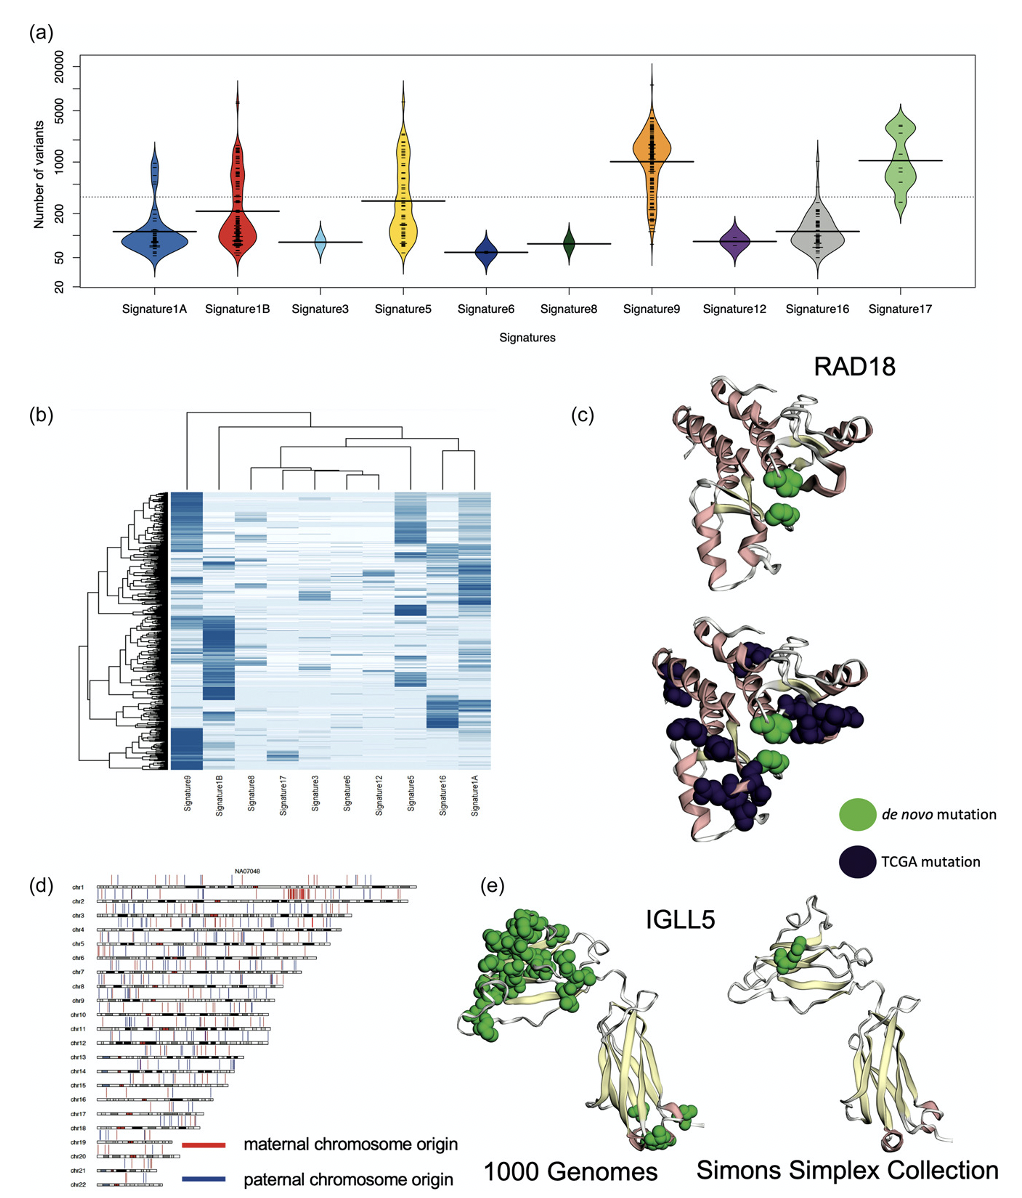 (a)
Number of variants
20000
5000
1000
200
50
20
Signature1A Signature1B Signature3 Signature5 Signature6 Signature8 Signature9 Signature12 Signature16 Signature17
Signatures
(b)
Signature9 Signature1B Signature8 Signature17 Signature3 Signature6 Signature12 Signature5 Signature16 Signature1A
(c)
RAD18
de novo mutation
TCGA mutation
(d)
NA07048
chr1
chr2
chr3
chr4
chr5
chr6
chr7
chr8
chr9
chr10
chr11
chr12
chr13
chr14
chr15
chr16
chr17
chr18
chr19
chr20
chr21
chr22
maternal chromosome origin
paternal chromosome origin
(e)
IGLL5
1000 Genomes
Simons Simplex Collection